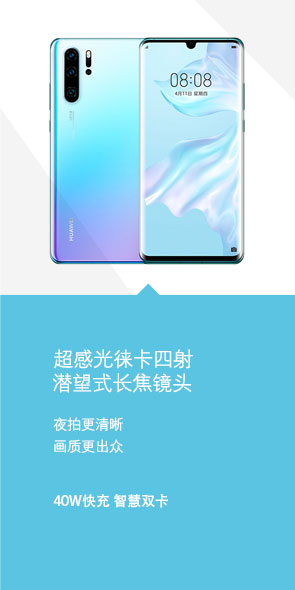 08:08
4月11日 星期四
HUAWEI
超感光徕卡四射
潜望式长焦镜头
夜拍更清晰
画质更出众
40W快充 智慧双卡